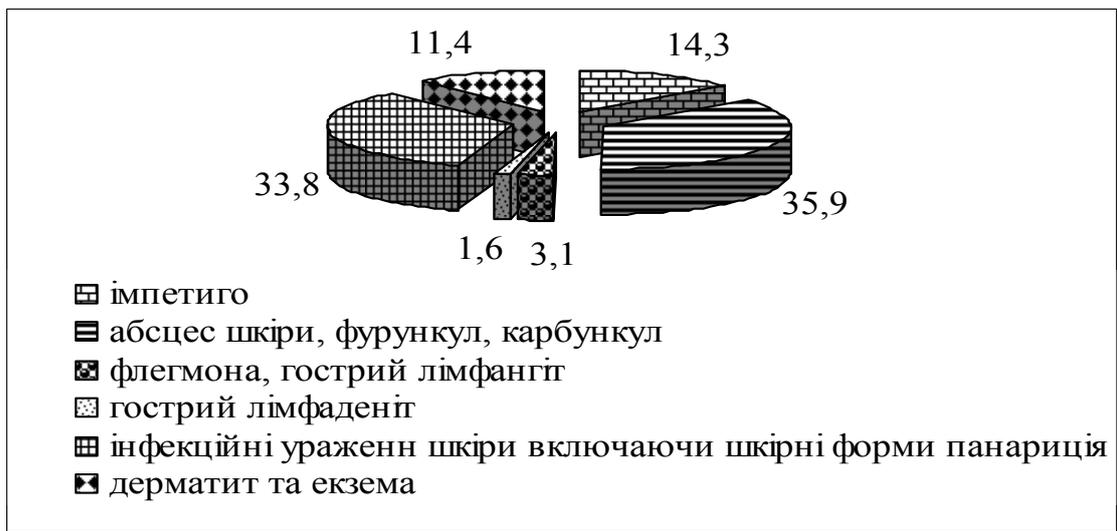 11,4
14,3
33,8
35,9
1,6
3,1
імпетиго
абсцес шкіри, фурункул, карбункул
флегмона, гострий лімфангіт
гострий лімфаденіт
інфекційні ураженн шкіри включаючи шкірні форми панариція
дерматит та екзема